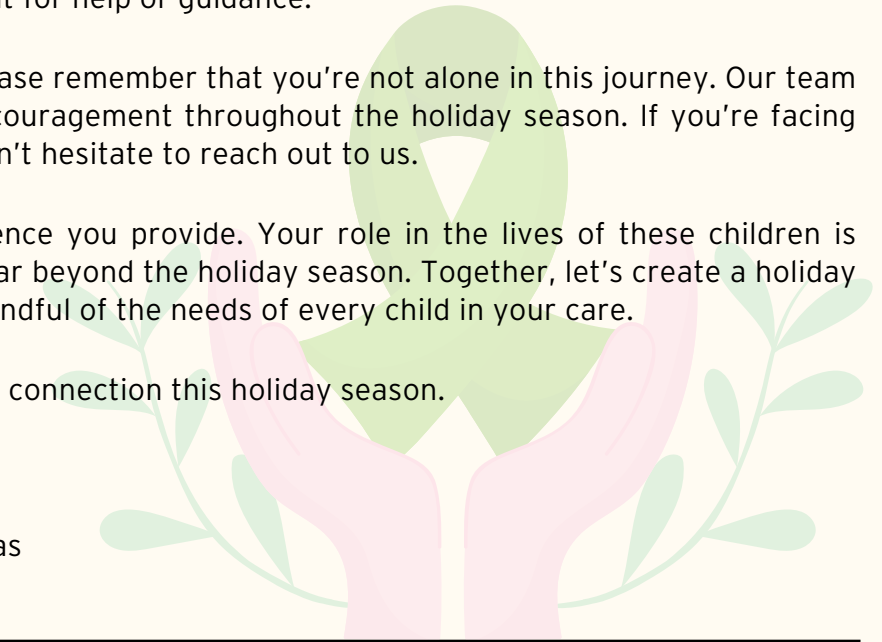 t for help or guidance.
ase remember that you're not alone in this journey. Our team
couragement throughout the holiday season. If you're facing
n't hesitate to reach out to us.
ence you provide. Your role in the lives of these children is
ar beyond the holiday season. Together, let's create a holiday
ndful of the needs of every child in your care.
connection this holiday season.
as